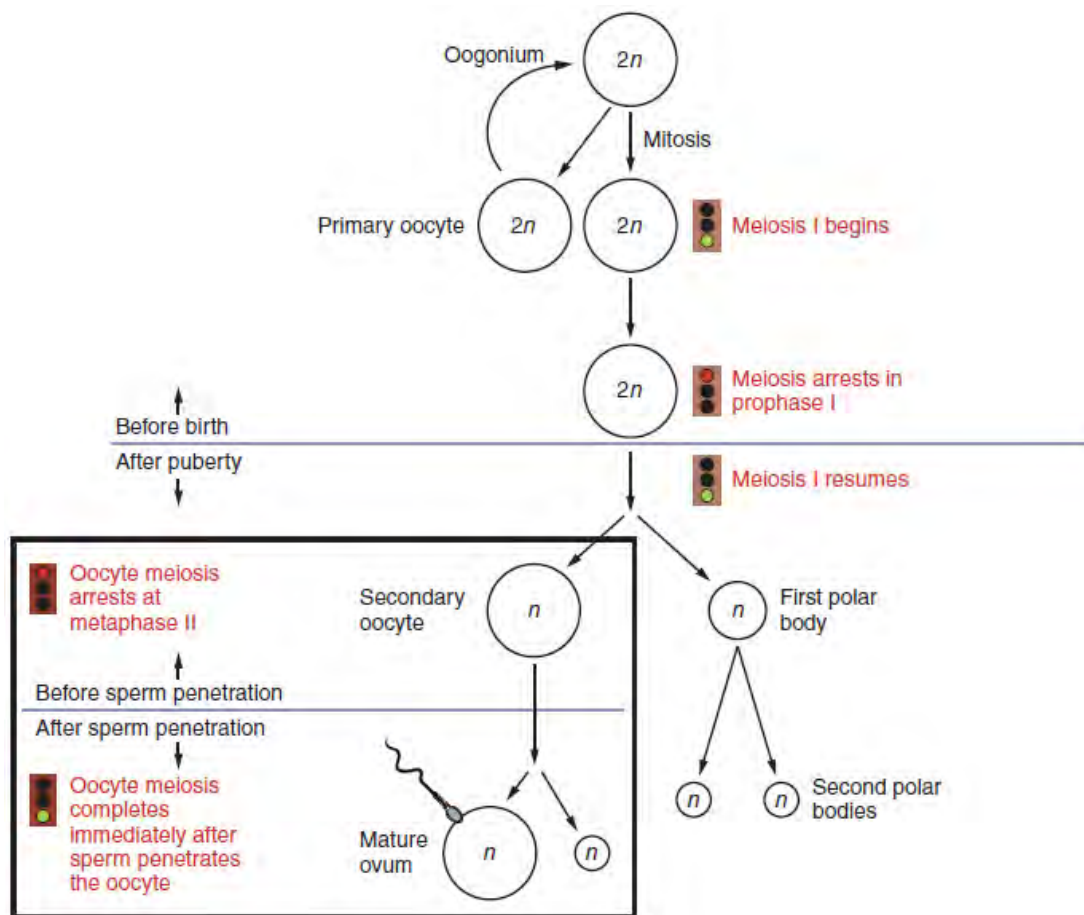 Oogonium
2n
Mitosis
Primary oocyte
2n
2n
Meiosis I begins
2n
Meiosis arrests in
prophase I
Before birth
After puberty
Meiosis I resumes
Oocyte meiosis
arrests at
metaphase II
Secondary
oocyte
n
n
First polar
body
Before sperm penetration
After sperm penetration
Oocyte meiosis
completes
immediately after
sperm penetrates
the oocyte
Mature
ovum
n
n
n
n
Second polar
bodies